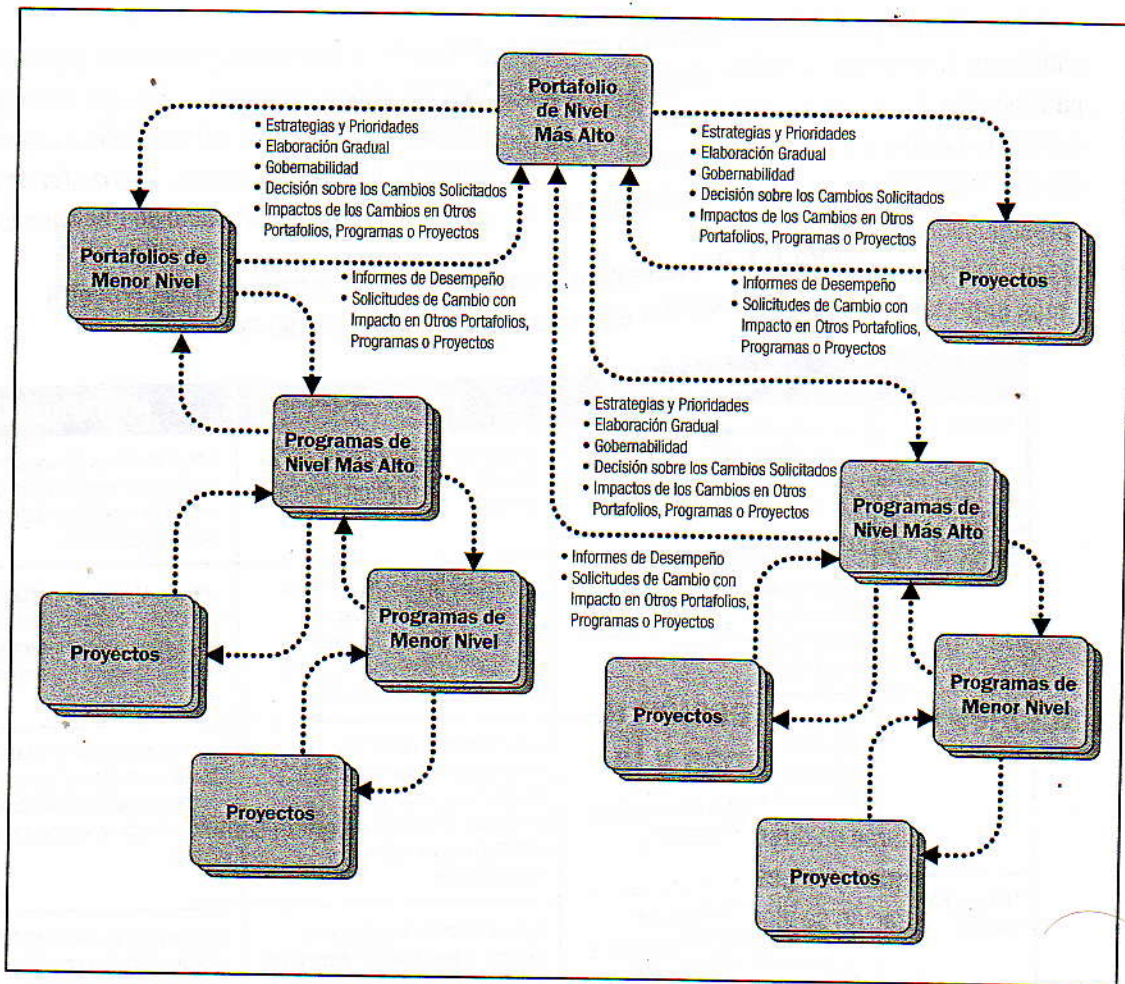 Portafolio
de Nivel
Más Alto
• Estrategias y Prioridades
• Elaboración Gradual
• Gobernabilidad
• Decisión sobre los Cambios Solicitados
• Impactos de los Cambios en Otros
Portafolios, Programas o Proyectos
• Estrategias y Prioridades
• Elaboración Gradual
• Gobernabilidad
• Decisión sobre los Cambios Solicitados
• Impactos de los Cambios en Otros
Portafolios, Programas o Proyectos
Portafolios de
Menor Nivel
Proyectos
• Informes de Desempeño
• Solicitudes de Cambio con
Impacto en Otros Portafolios,
Programas o Proyectos
• Informes de Desempeño
• Solicitudes de Cambio con
Impacto en Otros Portafolios,
Programas o Proyectos
Programas de
Nivel Más Alto
• Estrategias y Prioridades
• Elaboración Gradual
• Gobernabilidad
• Decisión sobre los Cambios Solicitados
• Impactos de los Cambios en Otros
Portafolios, Programas o Proyectos
Programas de
Nivel Más Alto
• Informes de Desempeño
• Solicitudes de Cambio con
Impacto en Otros Portafolios,
Programas o Proyectos
Proyectos
Programas de
Menor Nivel
Proyectos
Programas de
Menor Nivel
Proyectos
Proyectos